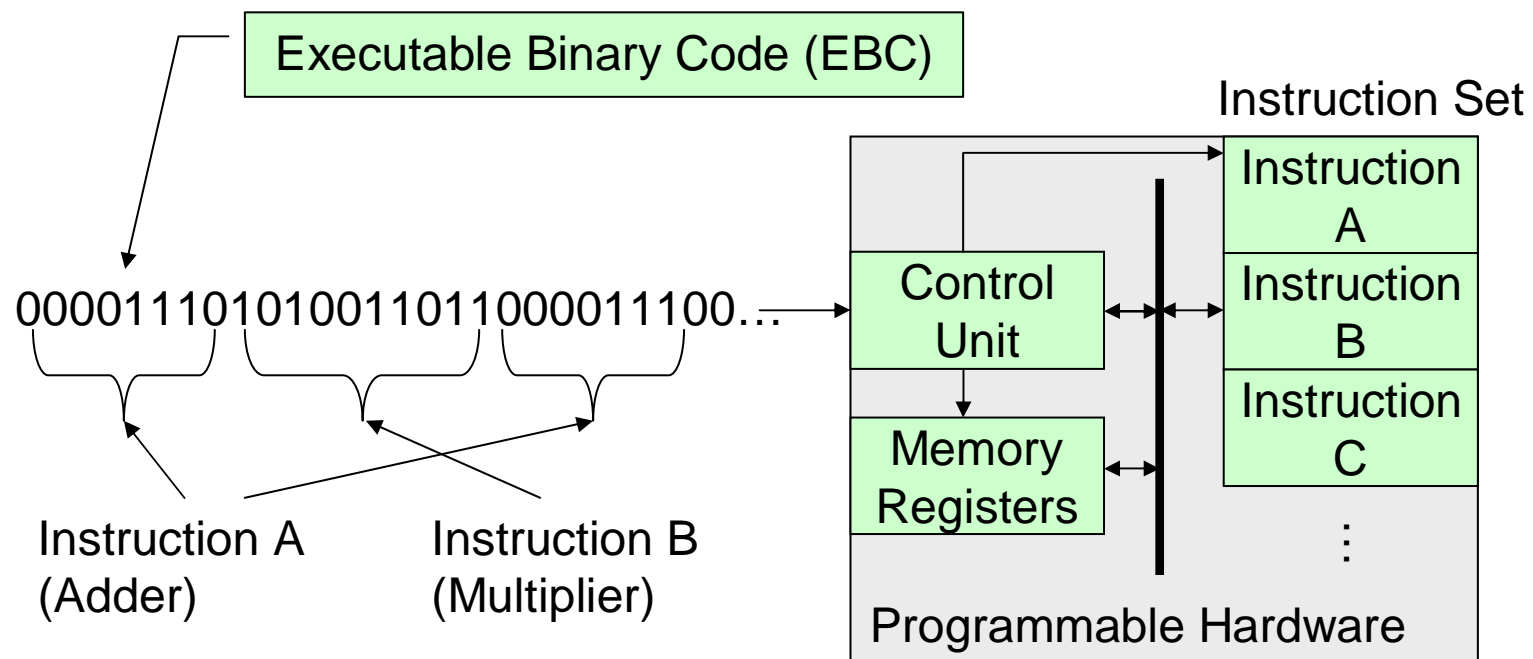 Executable Binary Code (EBC)
Instruction Set
Instruction
A
000011101010011011000011100…
Control
Unit
Instruction
B
Instruction
C
Memory
Registers
Instruction A
(Adder)
Instruction B
(Multiplier)
⋮
Programmable Hardware